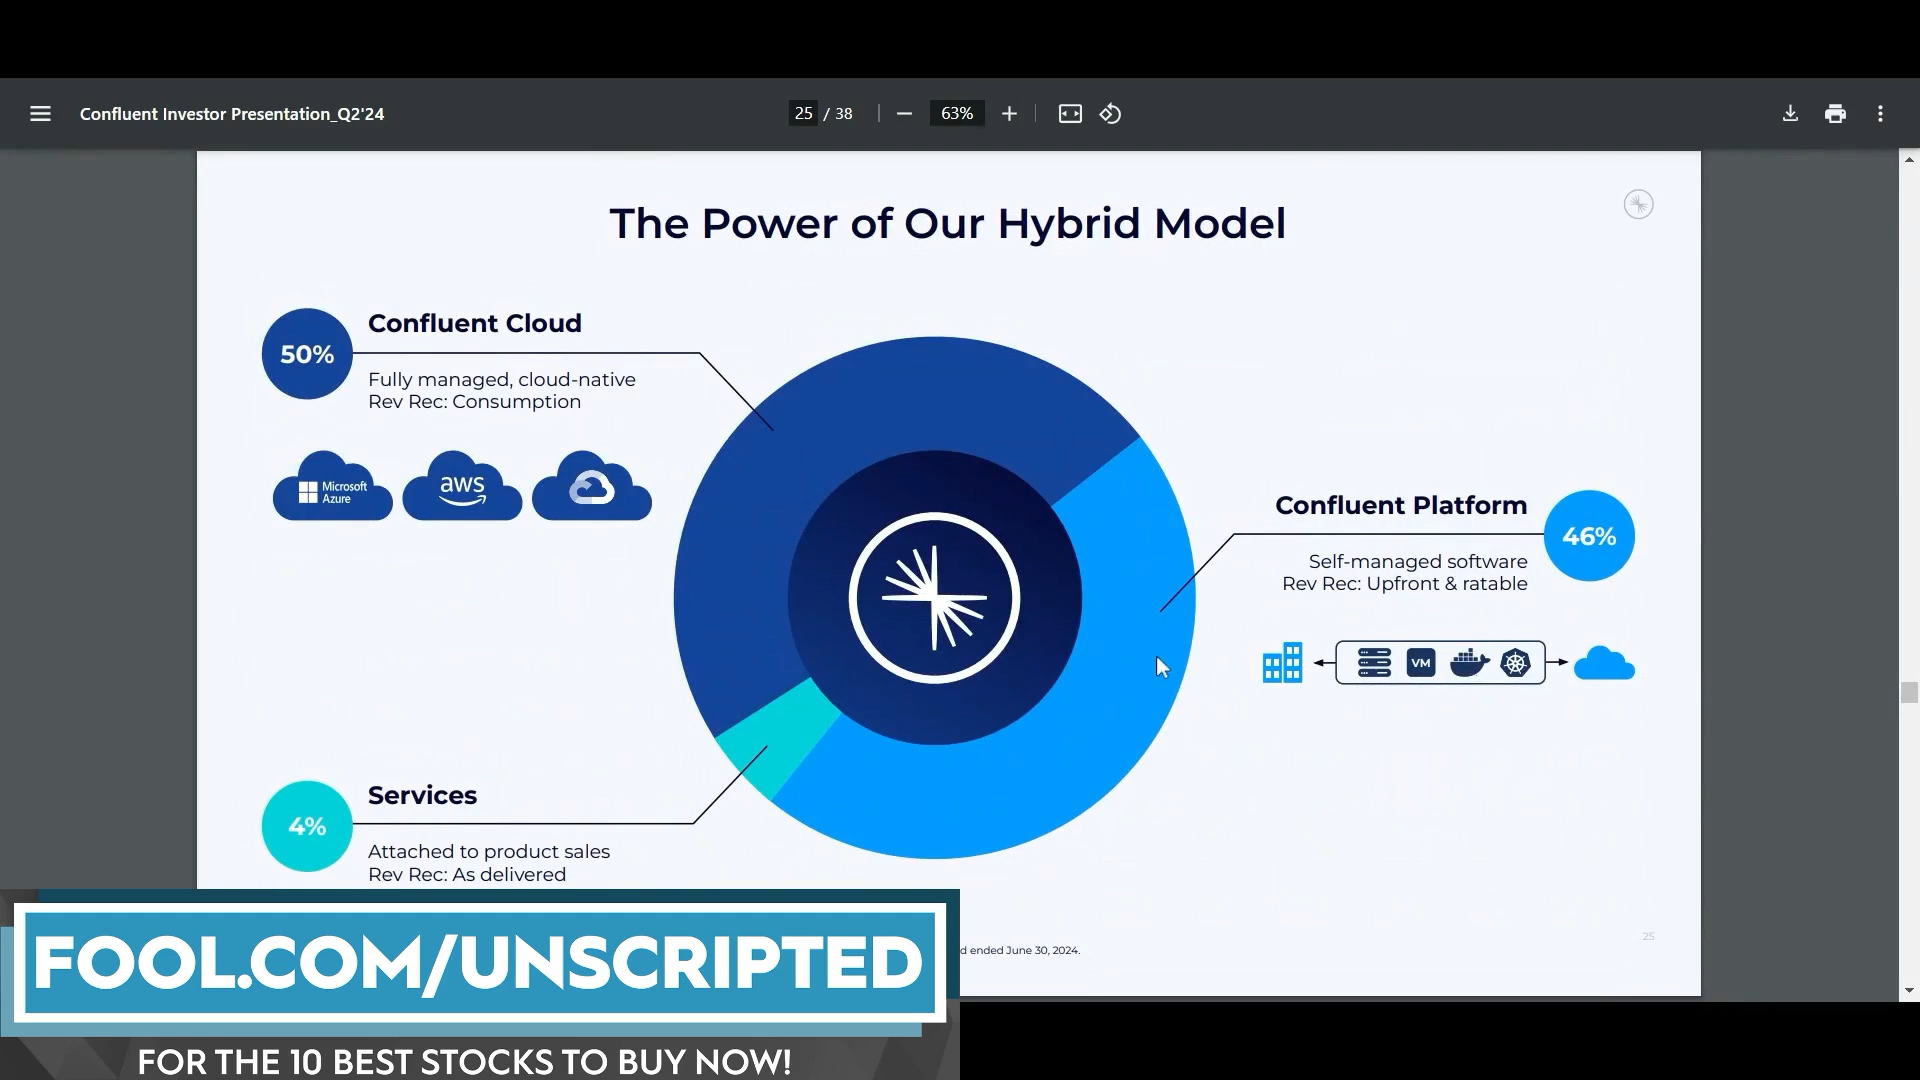 Confluent Investor Presentation_Q2'24
25 / 38
63%
The Power of Our Hybrid Model
50%
Confluent Cloud
Fully managed, cloud-native
Rev Rec: Consumption
Microsoft
Azure
aws
Confluent Platform
46%
Self-managed software
Rev Rec: Upfront & ratable
VM
4%
Services
Attached to product sales
Rev Rec: As delivered
ended June 30, 2024.
25
FOOL.COM/UNSCRIPTED
FOR THE 10 BEST STOCKS TO BUY NOW!